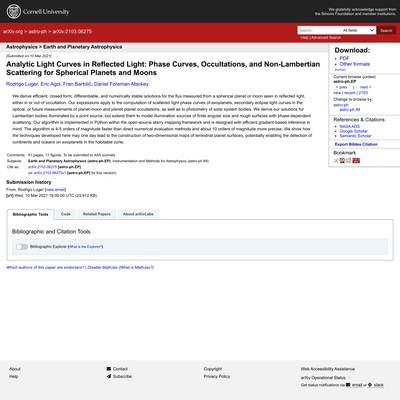 Cornell University
We gratefully acknowledge support from
the Simons Foundation and member institutions.
arXiv.org > astro-ph > arXiv:2103.06275
Search...
All fields
Search
Help | Advanced Search
Astrophysics > Earth and Planetary Astrophysics
[Submitted on 10 Mar 2021]
Analytic Light Curves in Reflected Light: Phase Curves, Occultations, and Non-Lambertian
Scattering for Spherical Planets and Moons
Rodrigo Luger, Eric Agol, Fran Bartolić, Daniel Foreman-Mackey
We derive efficient, closed form, differentiable, and numerically stable solutions for the flux measured from a spherical planet or moon seen in reflected light,
either in or out of occultation. Our expressions apply to the computation of scattered light phase curves of exoplanets, secondary eclipse light curves in the
optical, or future measurements of planet-moon and planet-planet occultations, as well as to photometry of solar system bodies. We derive our solutions for
Lambertian bodies illuminated by a point source, but extend them to model illumination sources of finite angular size and rough surfaces with phase-dependent
scattering. Our algorithm is implemented in Python within the open-source starry mapping framework and is designed with efficient gradient-based inference in
mind. The algorithm is 4-5 orders of magnitude faster than direct numerical evaluation methods and about 10 orders of magnitude more precise. We show how
the techniques developed here may one day lead to the construction of two-dimensional maps of terrestrial planet surfaces, potentially enabling the detection of
continents and oceans on exoplanets in the habitable zone.
Comments: 61 pages, 17 figures. To be submitted to AAS journals
Subjects: Earth and Planetary Astrophysics (astro-ph.EP); Instrumentation and Methods for Astrophysics (astro-ph.IM)
Cite as: arXiv:2103.06275 [astro-ph.EP]
(or arXiv:2103.06275v1 [astro-ph.EP] for this version)
Submission history
From: Rodrigo Luger [view email]
[v1] Wed, 10 Mar 2021 19:00:00 UTC (23,912 KB)
Bibliographic Tools
Code
Related Papers
About arXivLabs
Bibliographic and Citation Tools
Bibliographic Explorer (What is the Explorer?)
Which authors of this paper are endorsers? | Disable MathJax (What is MathJax?)
Download:
• PDF
• Other formats
Current browse context:
astro-ph.EP
< prev | next >
new | recent | 2103
Change to browse by:
astro-ph
astro-ph.IM
References & Citations
• NASA ADS
• Google Scholar
• Semantic Scholar
Export Bibtex Citation
Bookmark
About
Help
Contact
Subscribe
Copyright
Privacy Policy
Web Accessibility Assistance
arXiv Operational Status
Get status notifications via email or slack